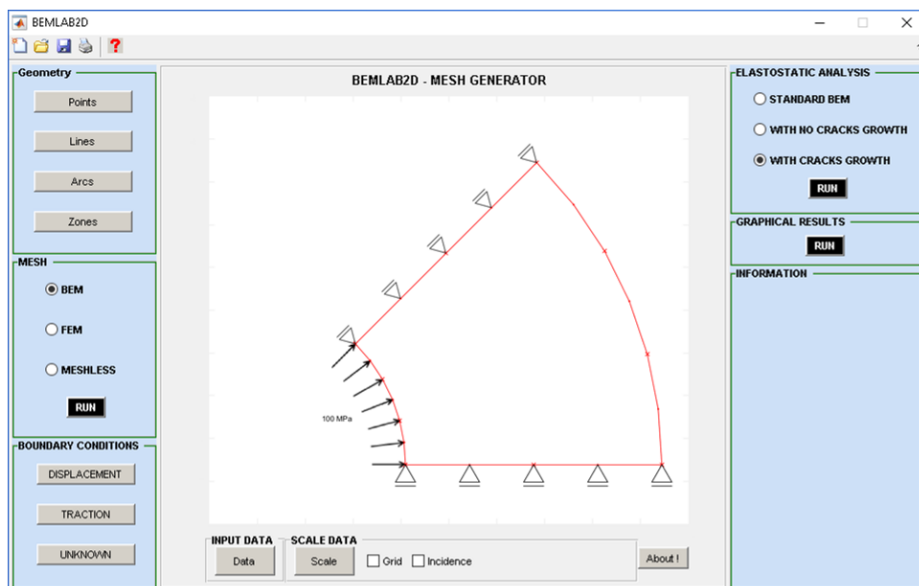 BEMLAB2D
?
Geometry
Points
Lines
Arcs
Zones
MESH
BEM
FEM
MESHLESS
RUN
BOUNDARY CONDITIONS
DISPLACEMENT
TRACTION
UNKNOWN
BEMLAB2D - MESH GENERATOR
100 MPa
INPUT DATA
Data
SCALE DATA
Scale
Grid
Incidence
About !
ELASTOSTATIC ANALYSIS
STANDARD BEM
WITH NO CRACKS GROWTH
WITH CRACKS GROWTH
RUN
GRAPHICAL RESULTS
RUN
INFORMATION